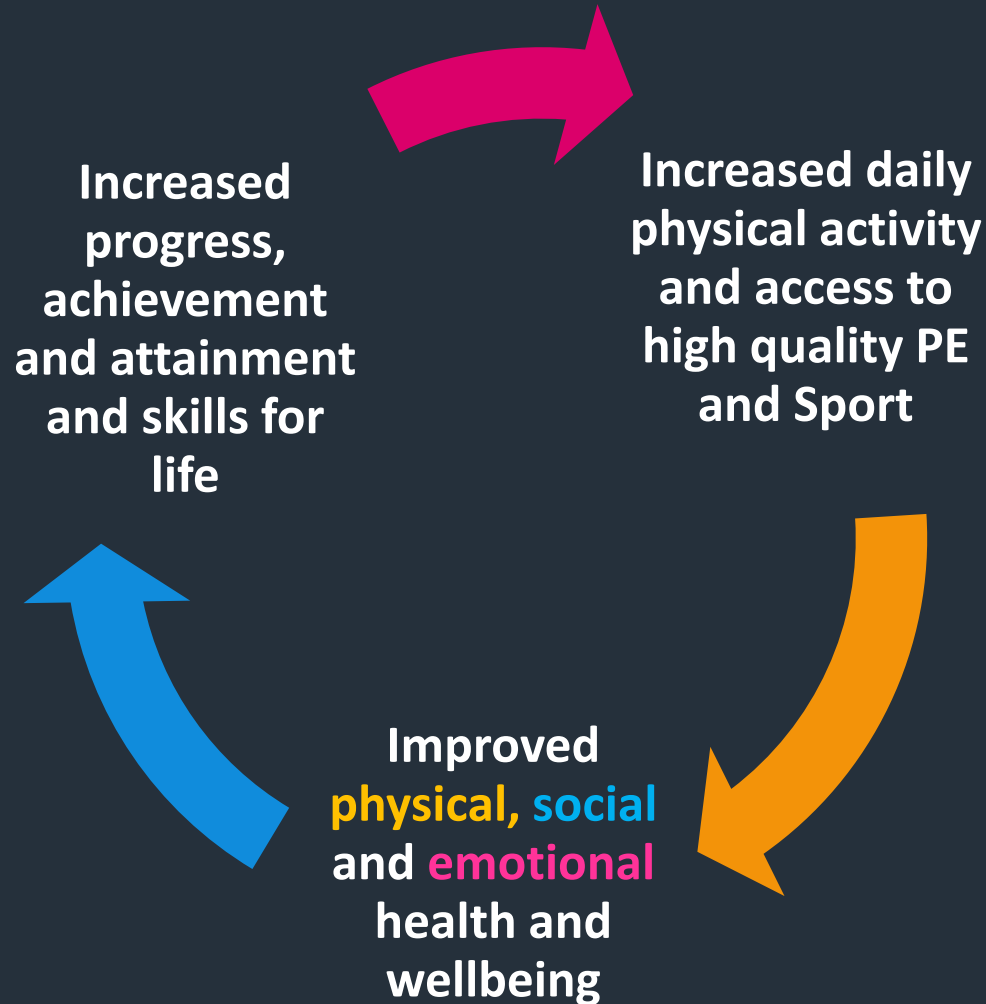 Increased
progress,
achievement
and attainment
and skills for
life
Increased daily
physical activity
and access to
high quality PE
and Sport
Improved
physical, social
and emotional
health and
wellbeing